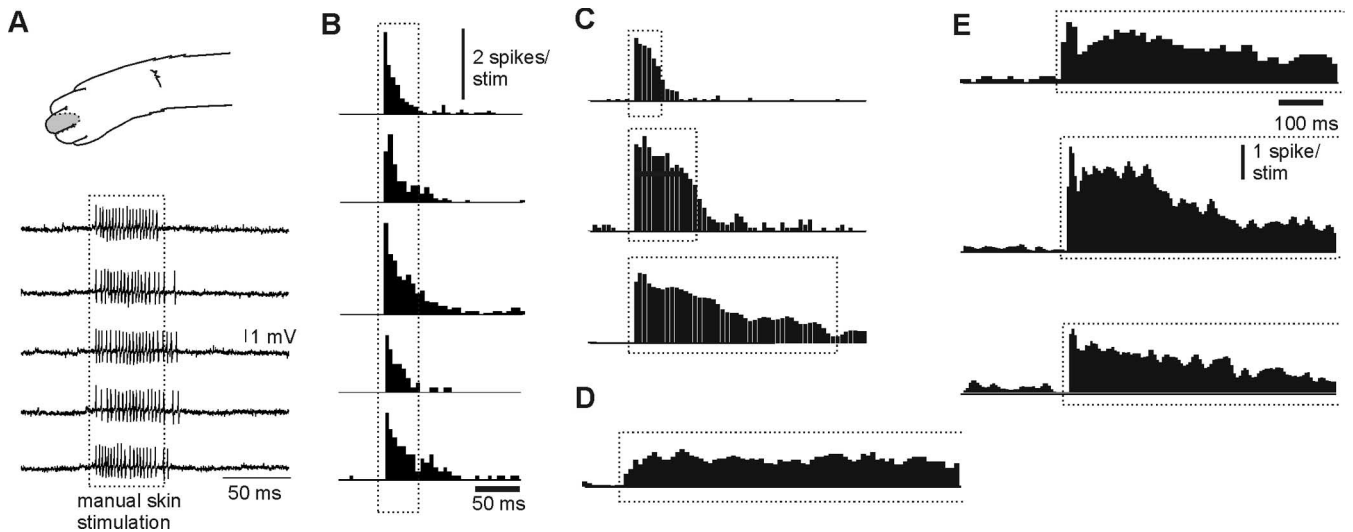 A
B
C
E
2 spikes/
stim
100 ms
1 spike/
stim
1 mV
D
50 ms
50 ms
manual skin
stimulation